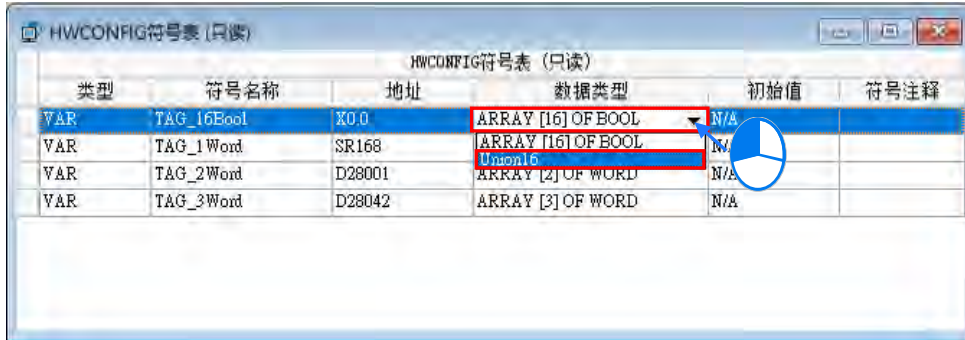 HWCONFIG符号表 (只读)
HWCONFIG符号表 (只读)
类型 符号名称 地址 数据类型 初始值 符号注释
VAR TAG_16Bool X0.0 ARRAY [16] OF BOOL N/A
ARRAY [16] OF BOOL
Union16
VAR TAG_1Word SR168 N/A
VAR TAG_2Word D28001 ARRAY [2] OF WORD N/A
VAR TAG_3Word D28042 ARRAY [3] OF WORD N/A